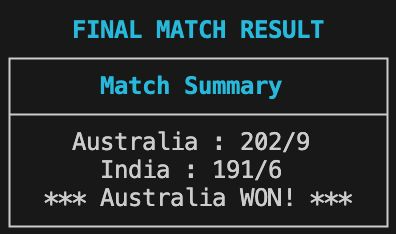 FINAL MATCH RESULT
Match Summary
Australia : 202/9
India : 191/6
*** Australia WON! ***